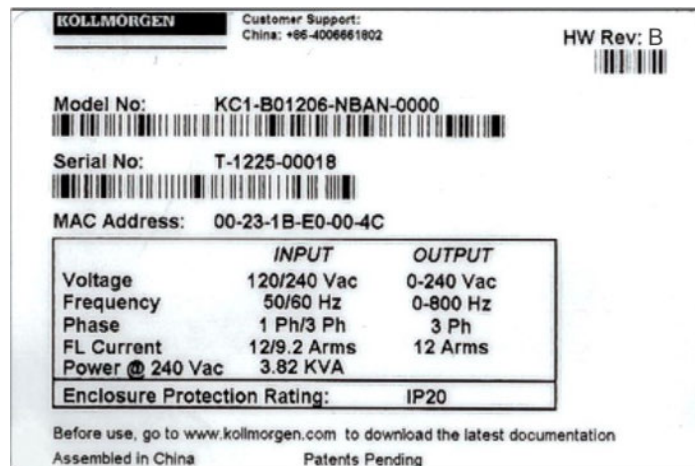 KOLLMORGEN
Customer Support:
China: +86-4006661802
HW Rev: B
Model No: KC1-B01206-NBAN-0000
Serial No: T-1225-00018
MAC Address: 00-23-1B-E0-00-4C
INPUT OUTPUT
Voltage 120/240 Vac 0-240 Vac
Frequency 50/60 Hz 0-800 Hz
Phase 1 Ph/3 Ph 3 Ph
FL Current 12/9.2 Arms 12 Arms
Power @ 240 Vac 3.82 KVA
Enclosure Protection Rating: IP20
Before use, go to www.kollmorgen.com to download the latest documentation
Assembled in China Patents Pending